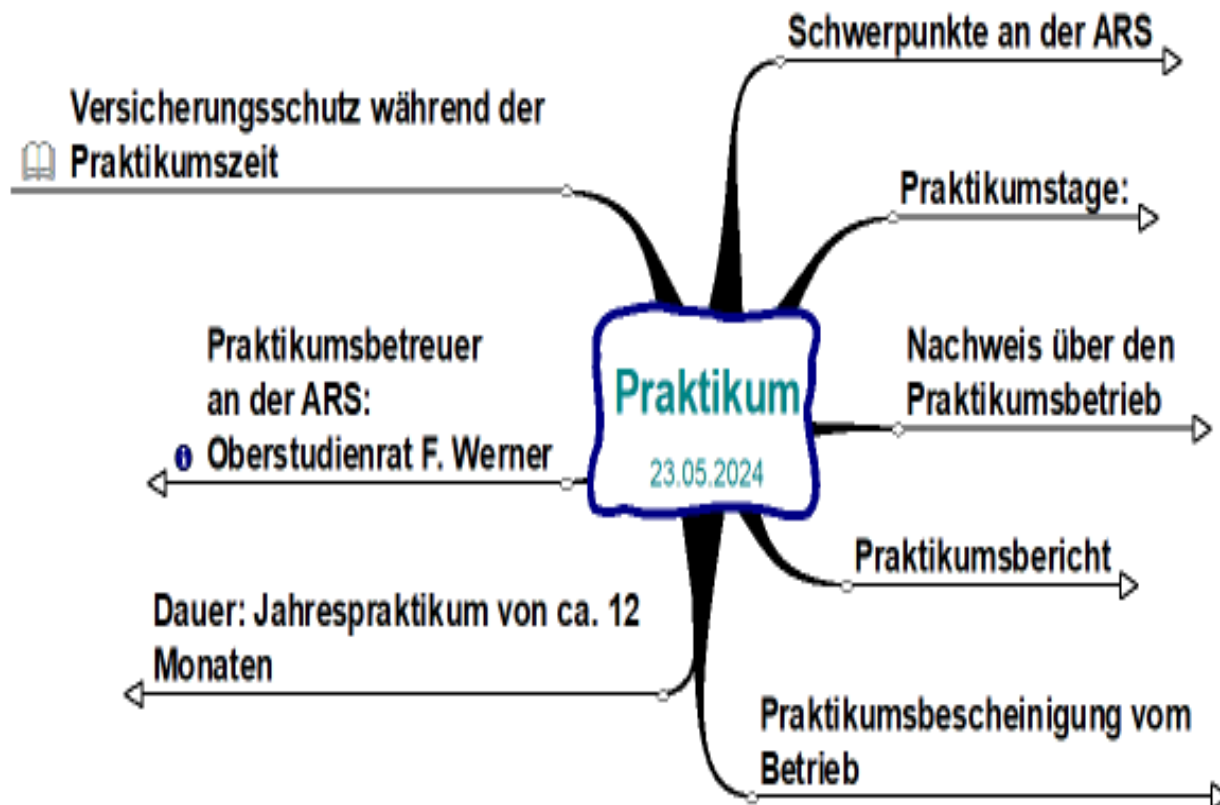 Schwerpunkte an der ARS
Versicherungsschutz während der
Praktikumszeit
Praktikumstage:
Praktikumsbetreuer
an der ARS:
Oberstudienrat F. Werner
Nachweis über den
Praktikumsbetrieb
Praktikum
23.05.2024
Praktikumsbericht
Dauer: Jahrespraktikum von ca. 12
Monaten
Praktikumsbescheinigung vom
Betrieb